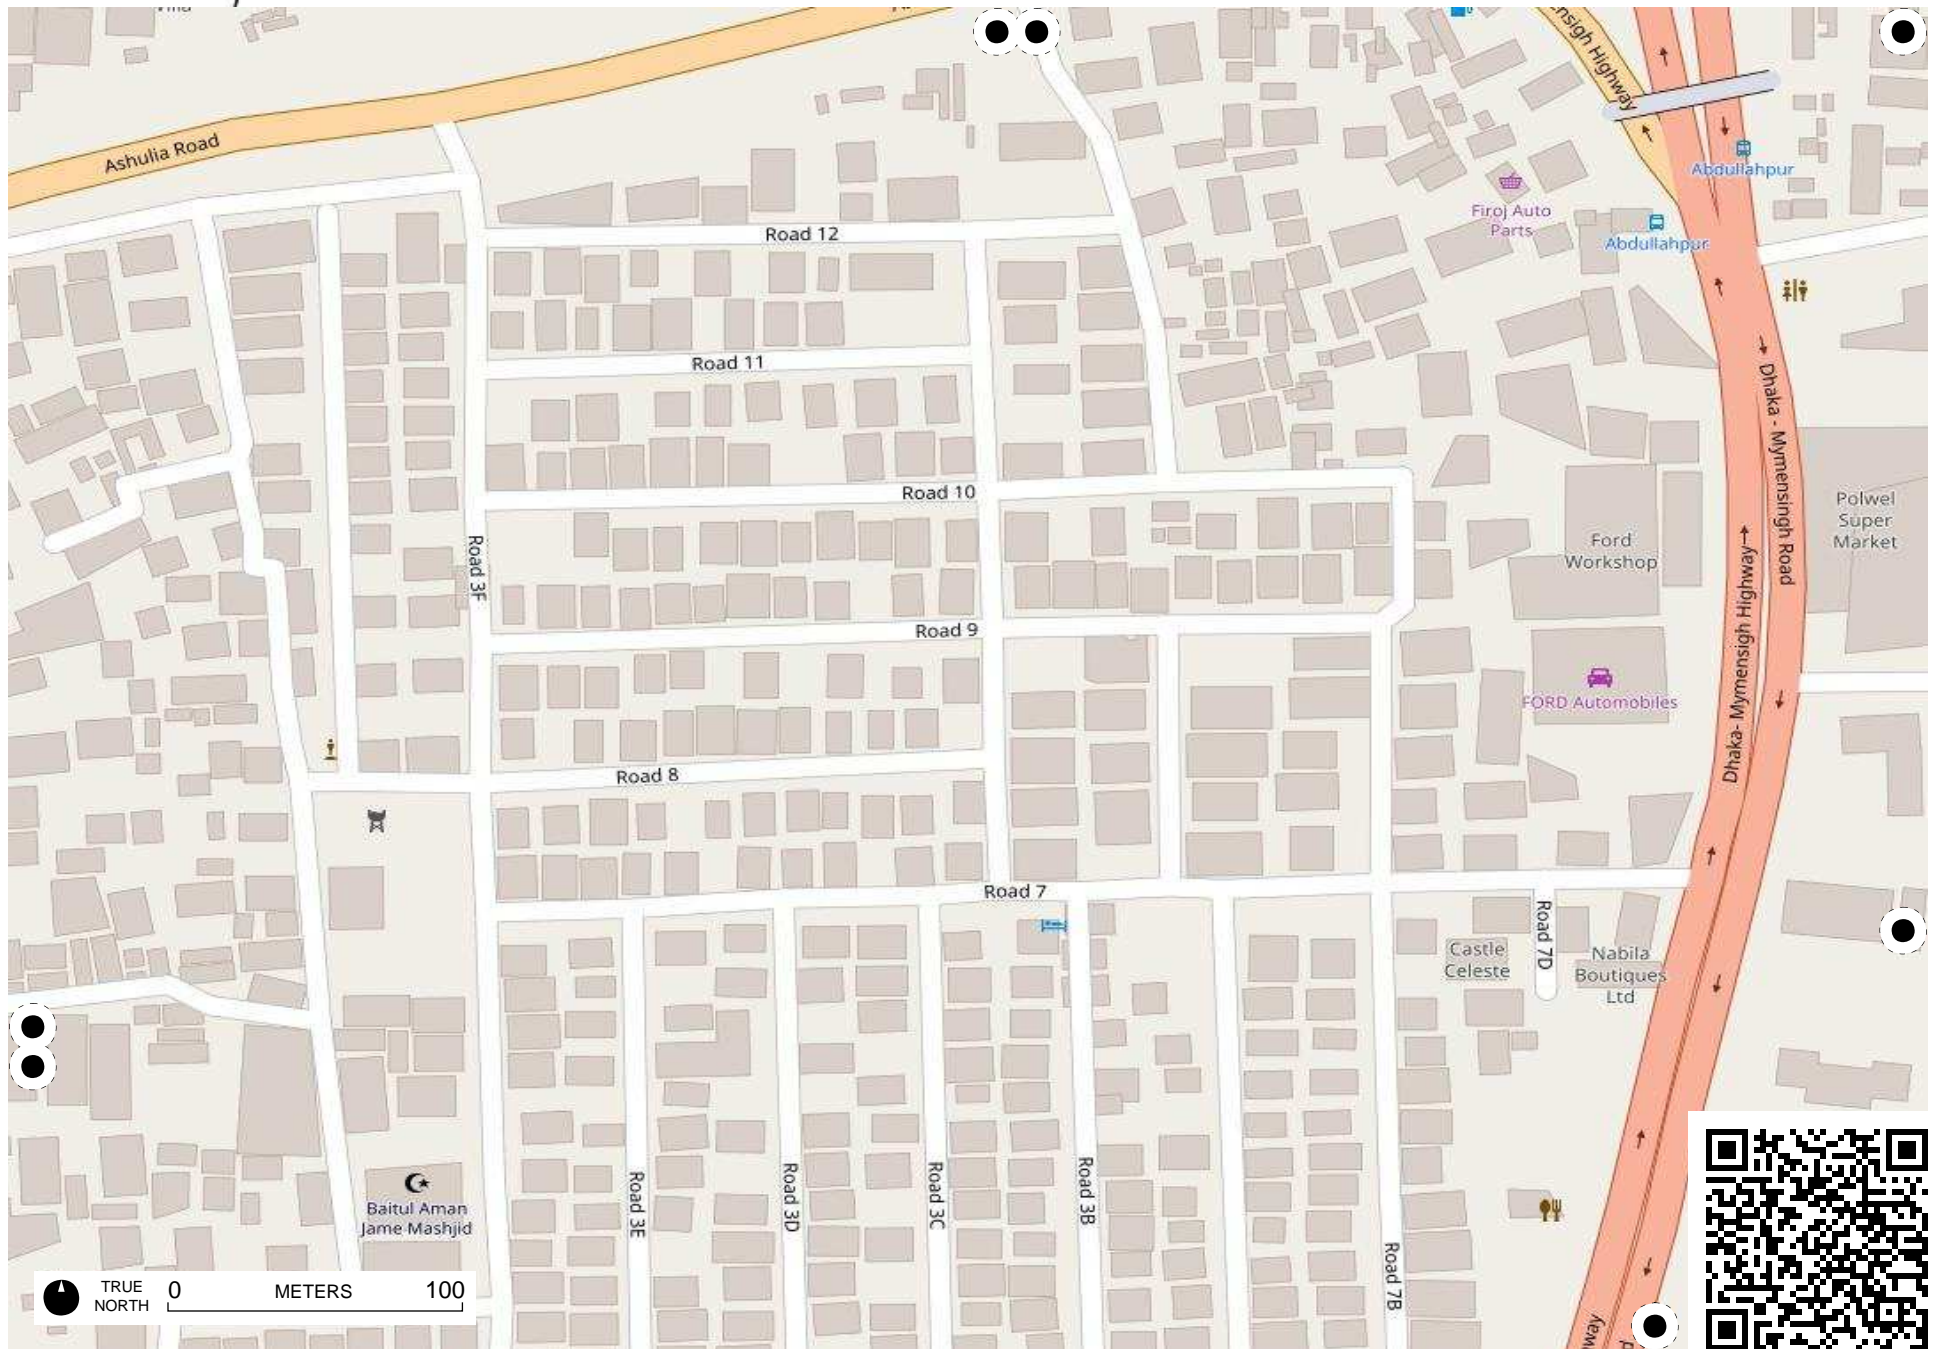 Ashulia Road
Road 12
Firoj Auto
Parts
Abdullahpur
Abdullahpur
Road 11
Road 10
Road 3F
Road 9
Road 8
Road 7
Ford
Workshop
FORD Automobiles
Dhaka - Mymensingh Road
Dhaka- Mymensigh Highway
Polwel
Super
Market
Castle
Celeste
Road 7D
Nabila
Boutiques
Ltd
Baitul Aman
Jame Mashjid
Road 3E
Road 3D
Road 3C
Road 3B
Road 7B
TRUE
NORTH
0 METERS 100